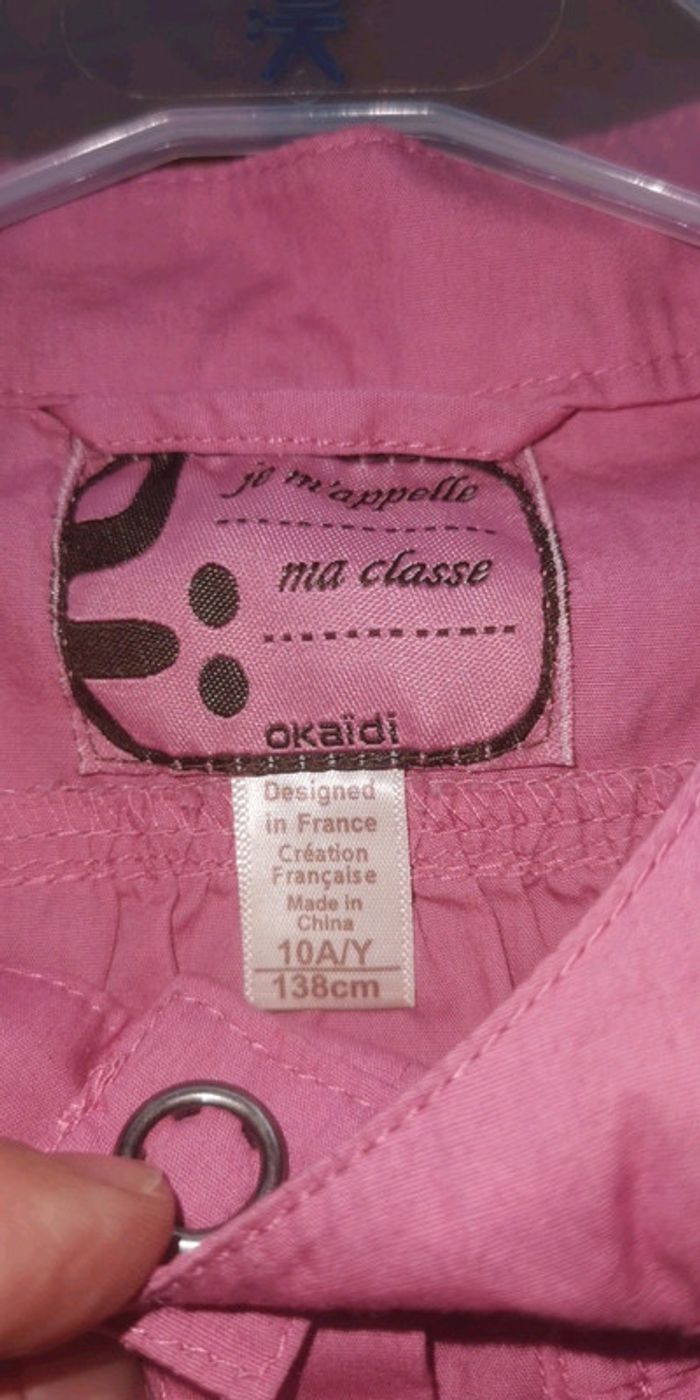 je m'appelle
ma classe
okaïdi
Designed
in France
Création
Française
Made in
China
10A/Y
138cm